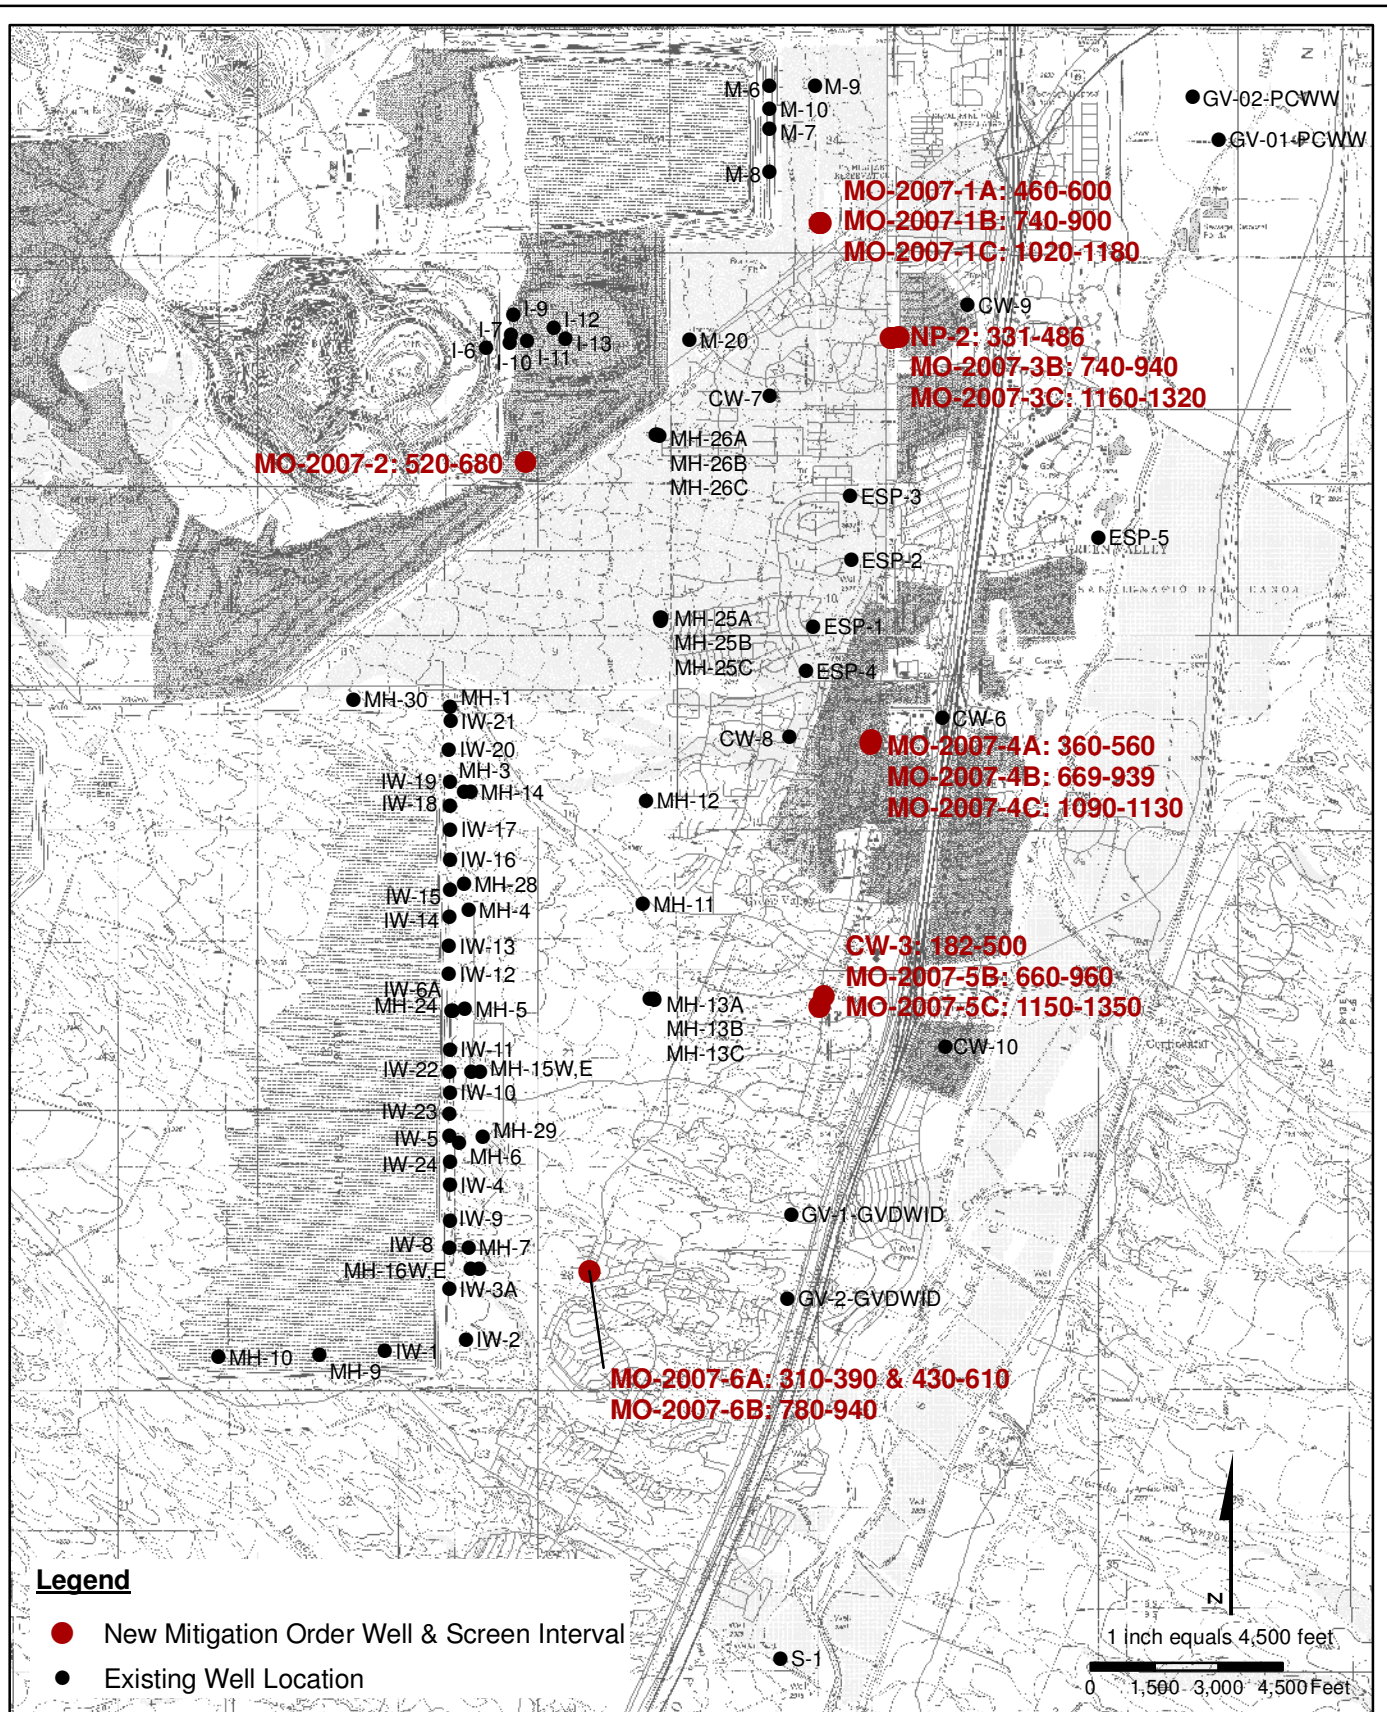 M-6
M-9
M-10
M-7
M-8
GV-02-PCWW
GV-01-PCWW
MO-2007-1A: 460-600
MO-2007-1B: 740-900
MO-2007-1C: 1020-1180
CW-9
I-9
I-12
I-7
I-13
I-6
I-10
I-11
M-20
NP-2: 331-486
MO-2007-3B: 740-940
MO-2007-3C: 1160-1320
CW-7
MH-26A
MH-26B
MH-26C
MO-2007-2: 520-680
ESP-3
ESP-5
GREEN VALLEY
ESP-2
MH-25A
MH-25B
MH-25C
ESP-1
ESP-4
MH-30
MH-1
IW-21
CW-6
CW-8
IW-20
MO-2007-4A: 360-560
MO-2007-4B: 669-939
MO-2007-4C: 1090-1130
MH-3
IW-19
MH-14
IW-18
MH-12
IW-17
IW-16
MH-28
IW-15
MH-4
IW-14
MH-11
Green Valley
IW-13
CW-3: 182-500
MO-2007-5B: 660-960
MO-2007-5C: 1150-1350
IW-12
IW-6A
MH-24
MH-5
MH-13A
MH-13B
MH-13C
CW-10
Continental
IW-11
IW-22
MH-15W,E
IW-10
IW-23
IW-5
MH-29
MH-6
IW-24
IW-4
IW-9
GV-1-GVDWID
IW-8
MH-7
MH-16W,E
IW-3A
GV-2-GVDWID
IW-2
IW-1
MH-10
MH-9
MO-2007-6A: 310-390 & 430-610
MO-2007-6B: 780-940
Legend
New Mitigation Order Well & Screen Interval
Existing Well Location
S-1
N
1 inch equals 4,500 feet
0 1,500 3,000 4,500 Feet